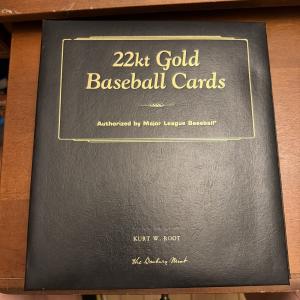 22kt Gold
Baseball Cards
Authorized by Major League Baseball®
KURT W. ROOT
The Danbury Mint